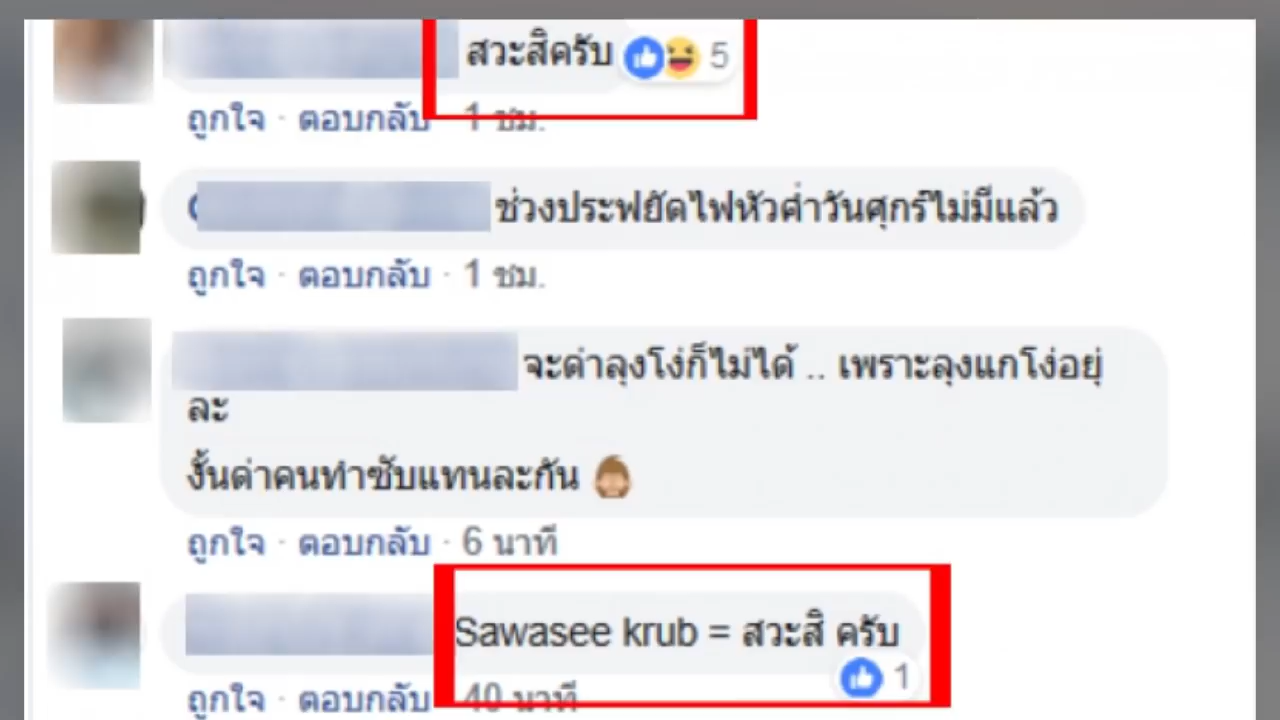 สวะสิครับ 5
ถูกใจ · ตอบกลับ 1 ชม.
ช่วงประฟยัดไฟหัวค่ำวันศุกร์ไม่มีแล้ว
ถูกใจ · ตอบกลับ · 1 ชม.
จะด่าลุงโง่ก็ไม่ได้ .. เพราะลุงแกโง่อยุ่
ละ
งั้นด่าคนทำซับแทนละกัน
ถูกใจ · ตอบกลับ · 6 นาที
Sawasee krub = สวะสิ ครับ
1
ถูกใจ · ตอบกลับ 40 นาที